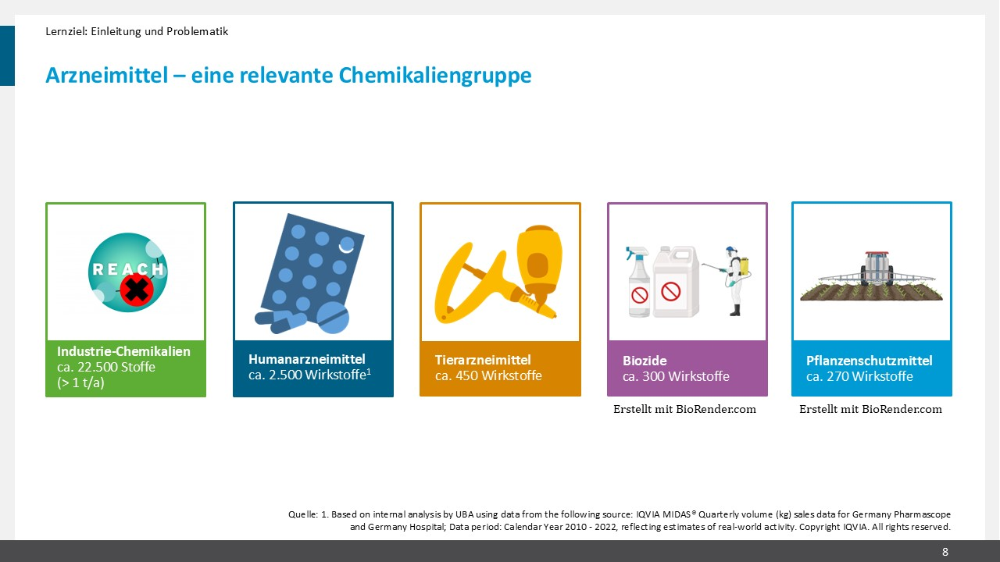 Lernziel: Einleitung und Problematik
Arzneimittel – eine relevante Chemikaliengruppe
REACH
Industrie-Chemikalien
ca. 22.500 Stoffe
(> 1 t/a)
Humanarzneimittel
ca. 2.500 Wirkstoffe¹
Tierarzneimittel
ca. 450 Wirkstoffe
Biozide
ca. 300 Wirkstoffe
Erstellt mit BioRender.com
Pflanzenschutzmittel
ca. 270 Wirkstoffe
Erstellt mit BioRender.com
Quelle: 1. Based on internal analysis by UBA using data from the following source: IQVIA MIDAS® Quarterly volume (kg) sales data for Germany Pharmascope
and Germany Hospital; Data period: Calendar Year 2010 - 2022, reflecting estimates of real-world activity. Copyright IQVIA. All rights reserved.
8